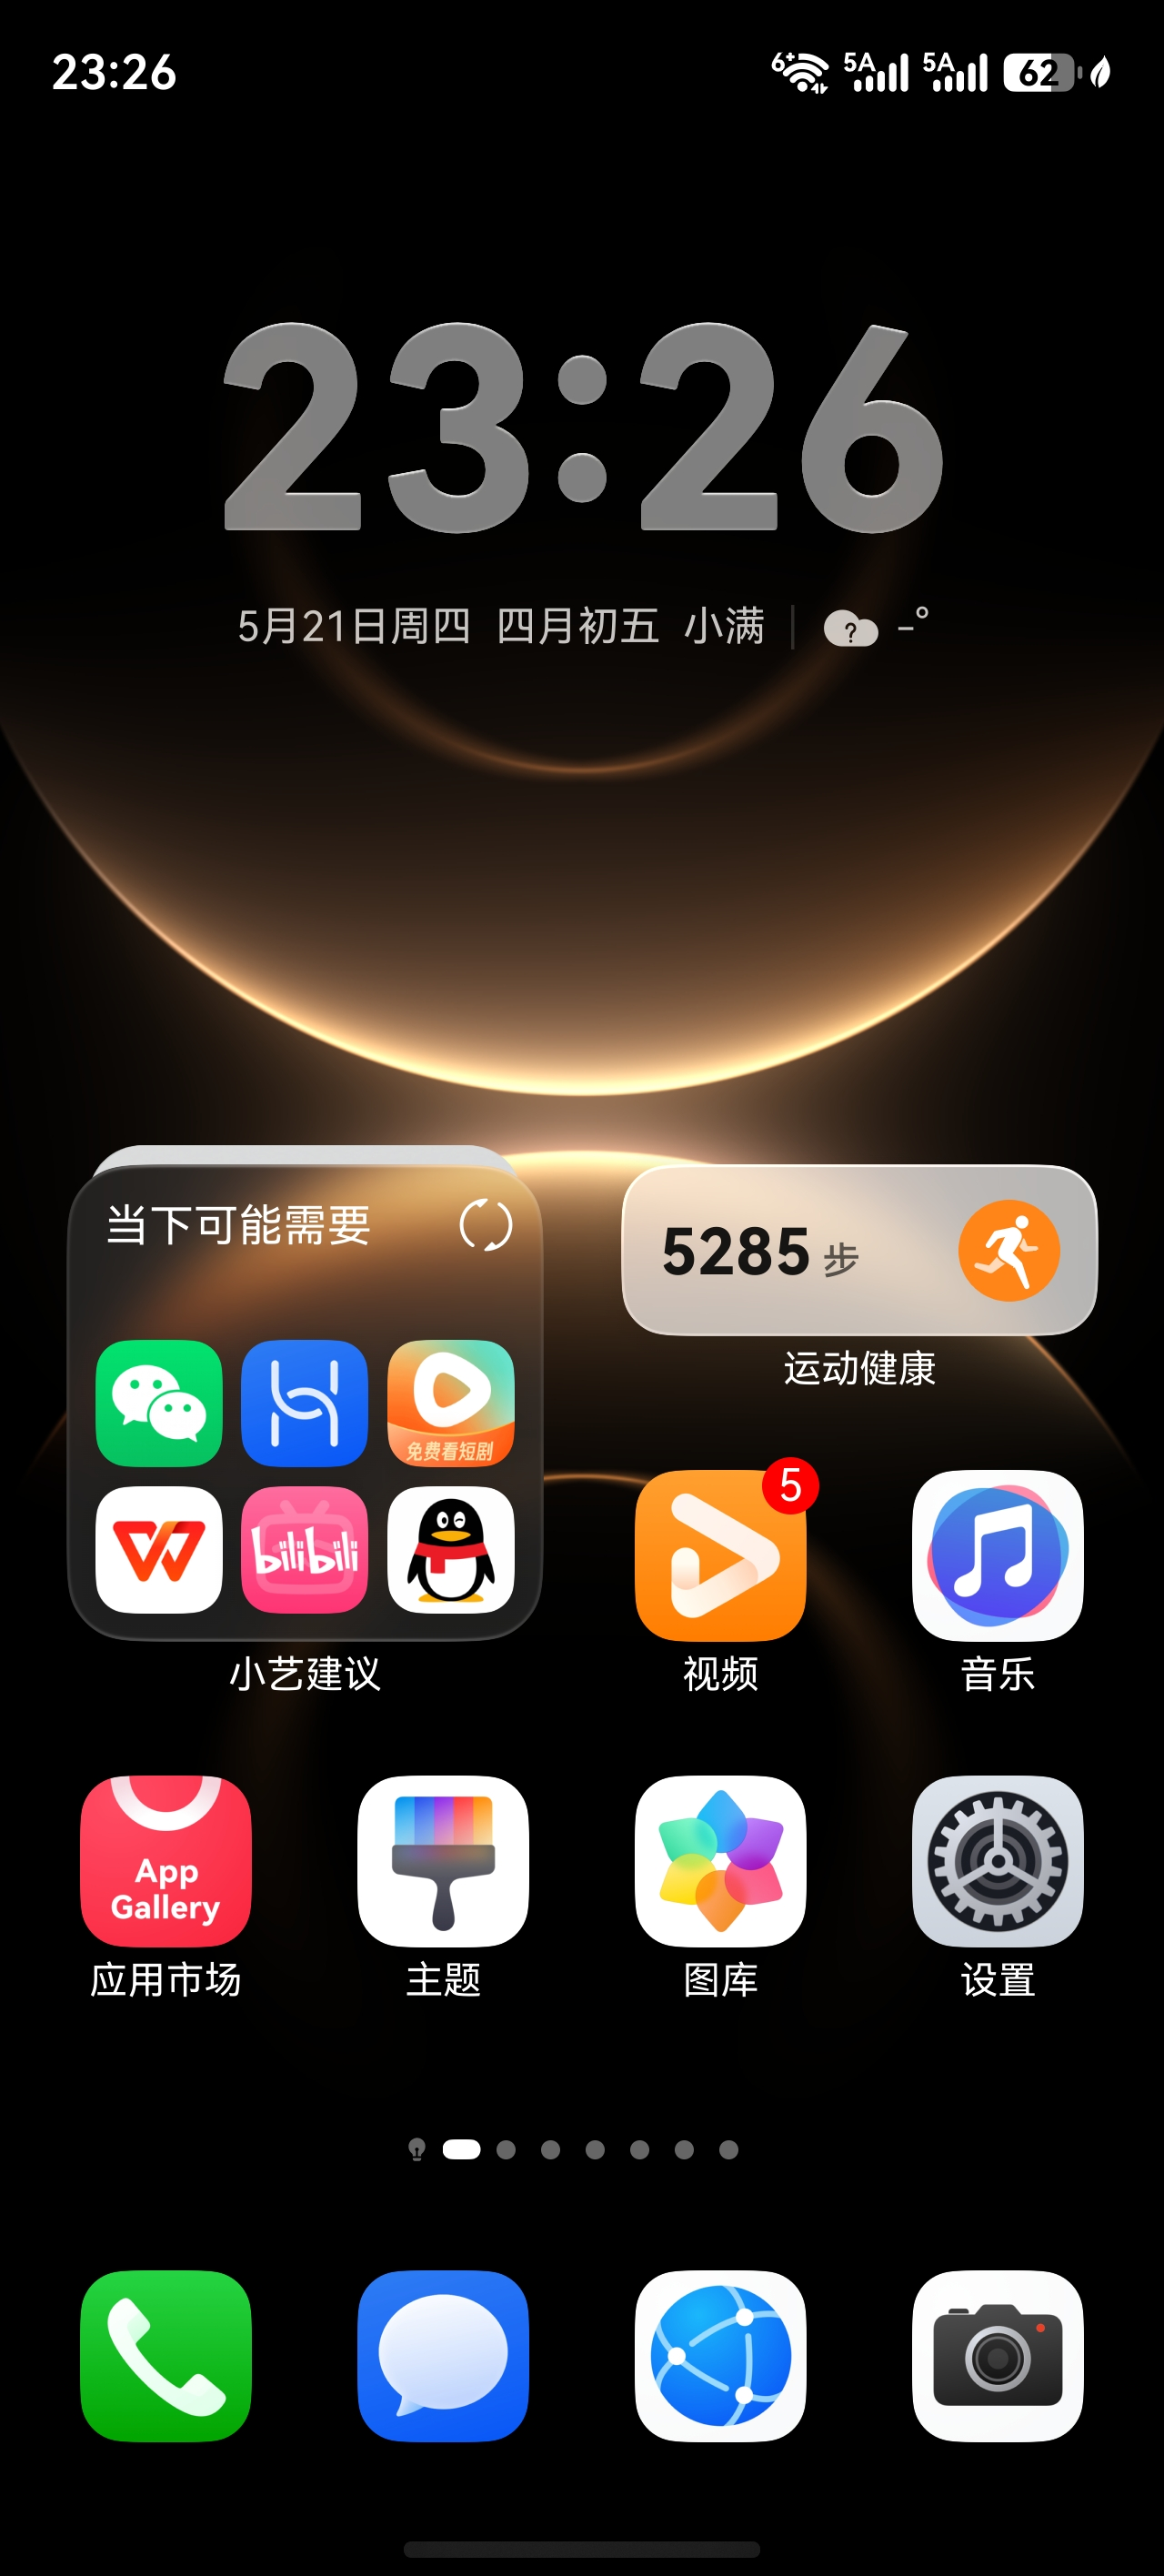 23:26
6+ 5A 5A 62
23:26
5月21日周四 四月初五 小满 | ? -°
当下可能需要
5285 步
运动健康
免费看短剧
5
bilibili
小艺建议
视频
音乐
App
Gallery
应用市场
主题
图库
设置